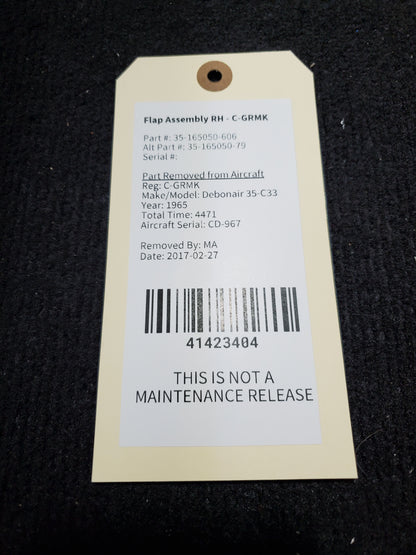 Flap Assembly RH - C-GRMK
Part #: 35-165050-606
Alt Part #: 35-165050-79
Serial #:
Part Removed from Aircraft
Reg: C-GRMK
Make/Model: Debonair 35-C33
Year: 1965
Total Time: 4471
Aircraft Serial: CD-967
Removed By: MA
Date: 2017-02-27
41423404
THIS IS NOT A
MAINTENANCE RELEASE